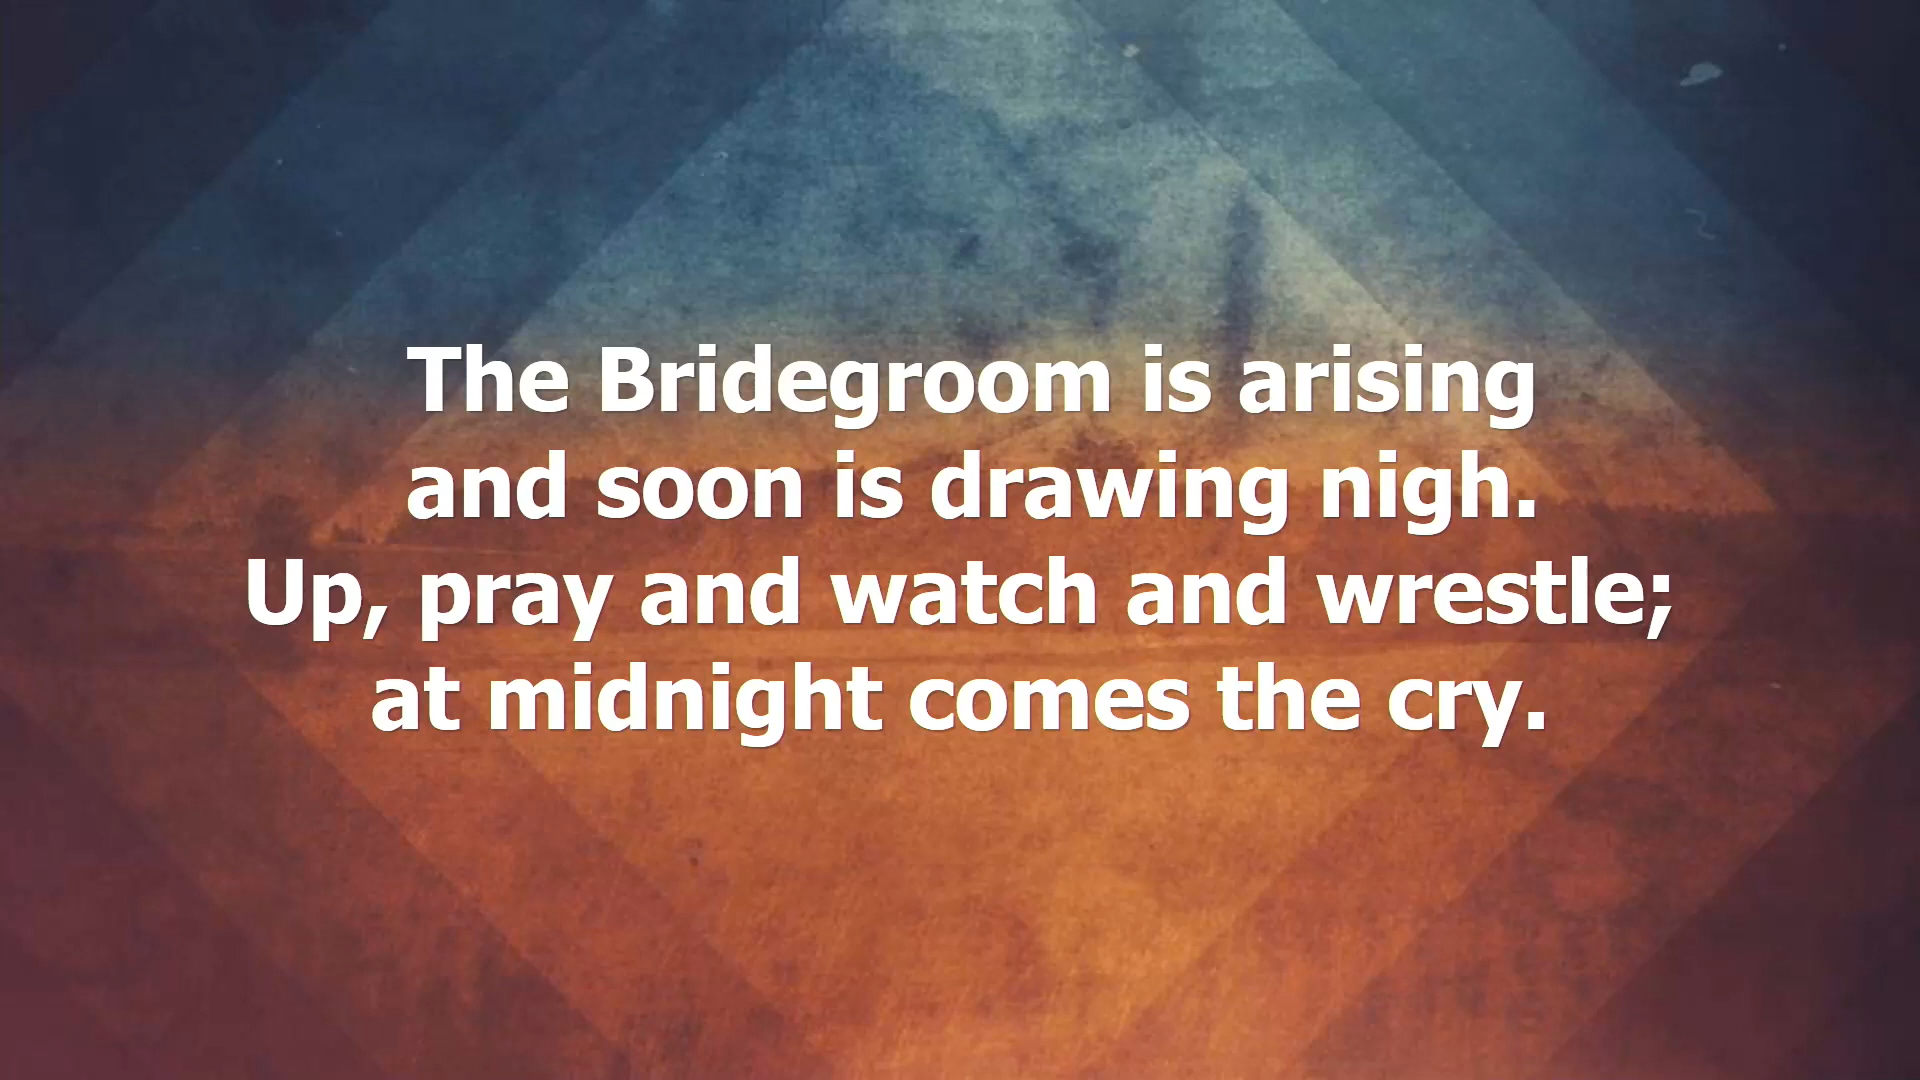 The Bridegroom is arising
and soon is drawing nigh.
Up, pray and watch and wrestle;
at midnight comes the cry.